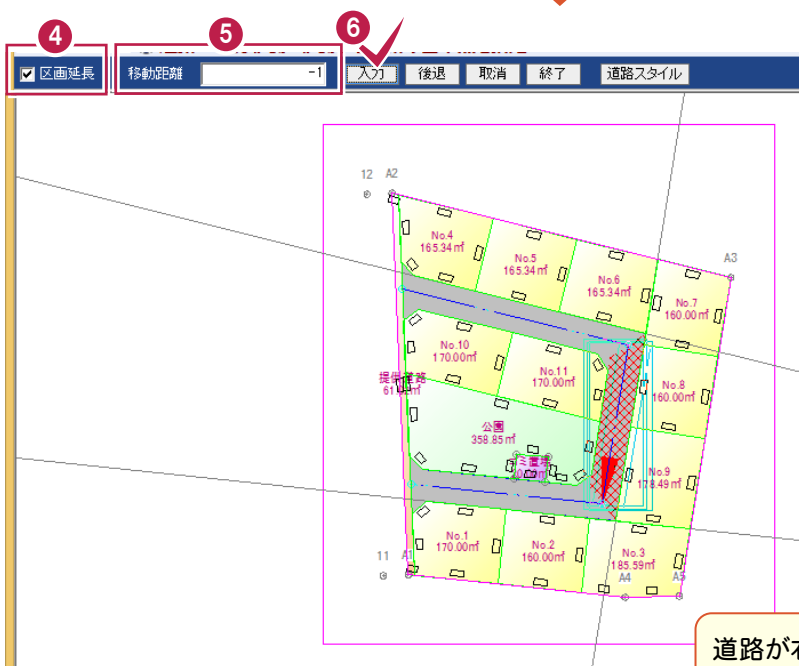 4 5 6
区画延長 移動距離 -1 入力 後退 取消 終了 道路スタイル
12 A2
A3
No.4
165.34㎡
No.5
165.34㎡
No.6
165.34㎡
No.7
160.00㎡
No.10
170.00㎡
No.11
170.00㎡
No.8
160.00㎡
公園
358.85㎡
No.9
178.49㎡
No.1
170.00㎡
No.2
160.00㎡
No.3
185.59㎡
11 A1
A4 A5
道路が